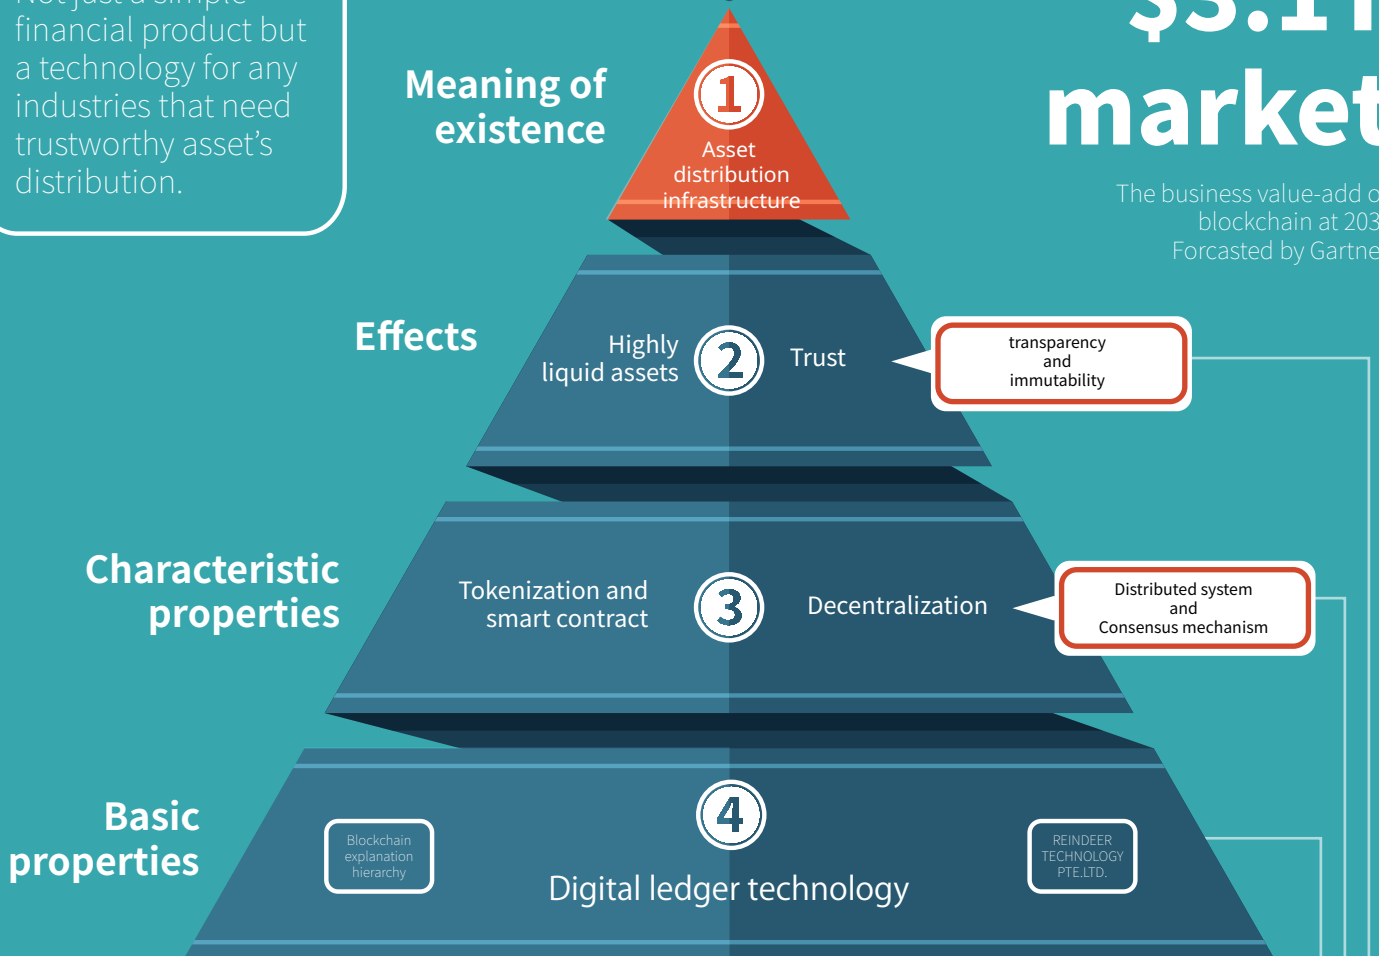 Not just a simple
financial product but
a technology for any
industries that need
trustworthy asset’s
distribution.
market
The business value-add
blockchain at
Forcasted by
Meaning of
existence
1
Asset
distribution
infrastructure
Effects
Highly
liquid assets
2
Trust
transparency
and
immutability
Characteristic
properties
Tokenization and
smart contract
3
Decentralization
Distributed system
and
Consensus mechanism
Basic
properties
Blockchain
explanation
hierarchy
4
Digital ledger technology
REINDEER
TECHNOLOGY
PTE.LTD.